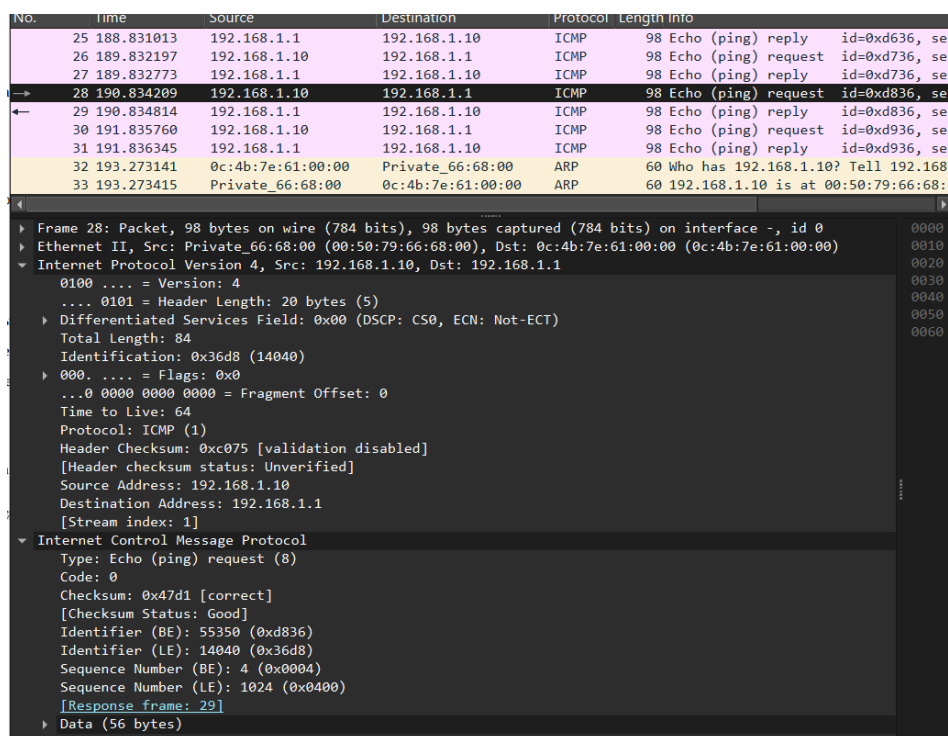 No. Time Source Destination Protocol Length Info
25 188.831013 192.168.1.1 192.168.1.10 ICMP 98 Echo (ping) reply id=0xd636, se
26 189.832197 192.168.1.10 192.168.1.1 ICMP 98 Echo (ping) request id=0xd736, se
27 189.832773 192.168.1.1 192.168.1.10 ICMP 98 Echo (ping) reply id=0xd736, se
28 190.834209 192.168.1.10 192.168.1.1 ICMP 98 Echo (ping) request id=0xd836, se
29 190.834814 192.168.1.1 192.168.1.10 ICMP 98 Echo (ping) reply id=0xd836, se
30 191.835760 192.168.1.10 192.168.1.1 ICMP 98 Echo (ping) request id=0xd936, se
31 191.836345 192.168.1.1 192.168.1.10 ICMP 98 Echo (ping) reply id=0xd936, se
32 193.273141 0c:4b:7e:61:00:00 Private_66:68:00 ARP 60 Who has 192.168.1.10? Tell 192.168
33 193.273415 Private_66:68:00 0c:4b:7e:61:00:00 ARP 60 192.168.1.10 is at 00:50:79:66:68:
Frame 28: Packet, 98 bytes on wire (784 bits), 98 bytes captured (784 bits) on interface -, id 0
Ethernet II, Src: Private_66:68:00 (00:50:79:66:68:00), Dst: 0c:4b:7e:61:00:00 (0c:4b:7e:61:00:00)
Internet Protocol Version 4, Src: 192.168.1.10, Dst: 192.168.1.1
0100 .... = Version: 4
.... 0101 = Header Length: 20 bytes (5)
Differentiated Services Field: 0x00 (DSCP: CS0, ECN: Not-ECT)
Total Length: 84
Identification: 0x36d8 (14040)
000. .... = Flags: 0x0
...0 0000 0000 0000 = Fragment Offset: 0
Time to Live: 64
Protocol: ICMP (1)
Header Checksum: 0xc075 [validation disabled]
[Header checksum status: Unverified]
Source Address: 192.168.1.10
Destination Address: 192.168.1.1
[Stream index: 1]
Internet Control Message Protocol
Type: Echo (ping) request (8)
Code: 0
Checksum: 0x47d1 [correct]
[Checksum Status: Good]
Identifier (BE): 55350 (0xd836)
Identifier (LE): 14040 (0x36d8)
Sequence Number (BE): 4 (0x0004)
Sequence Number (LE): 1024 (0x0400)
[Response frame: 29]
Data (56 bytes)
0000
0010
0020
0030
0040
0050
0060